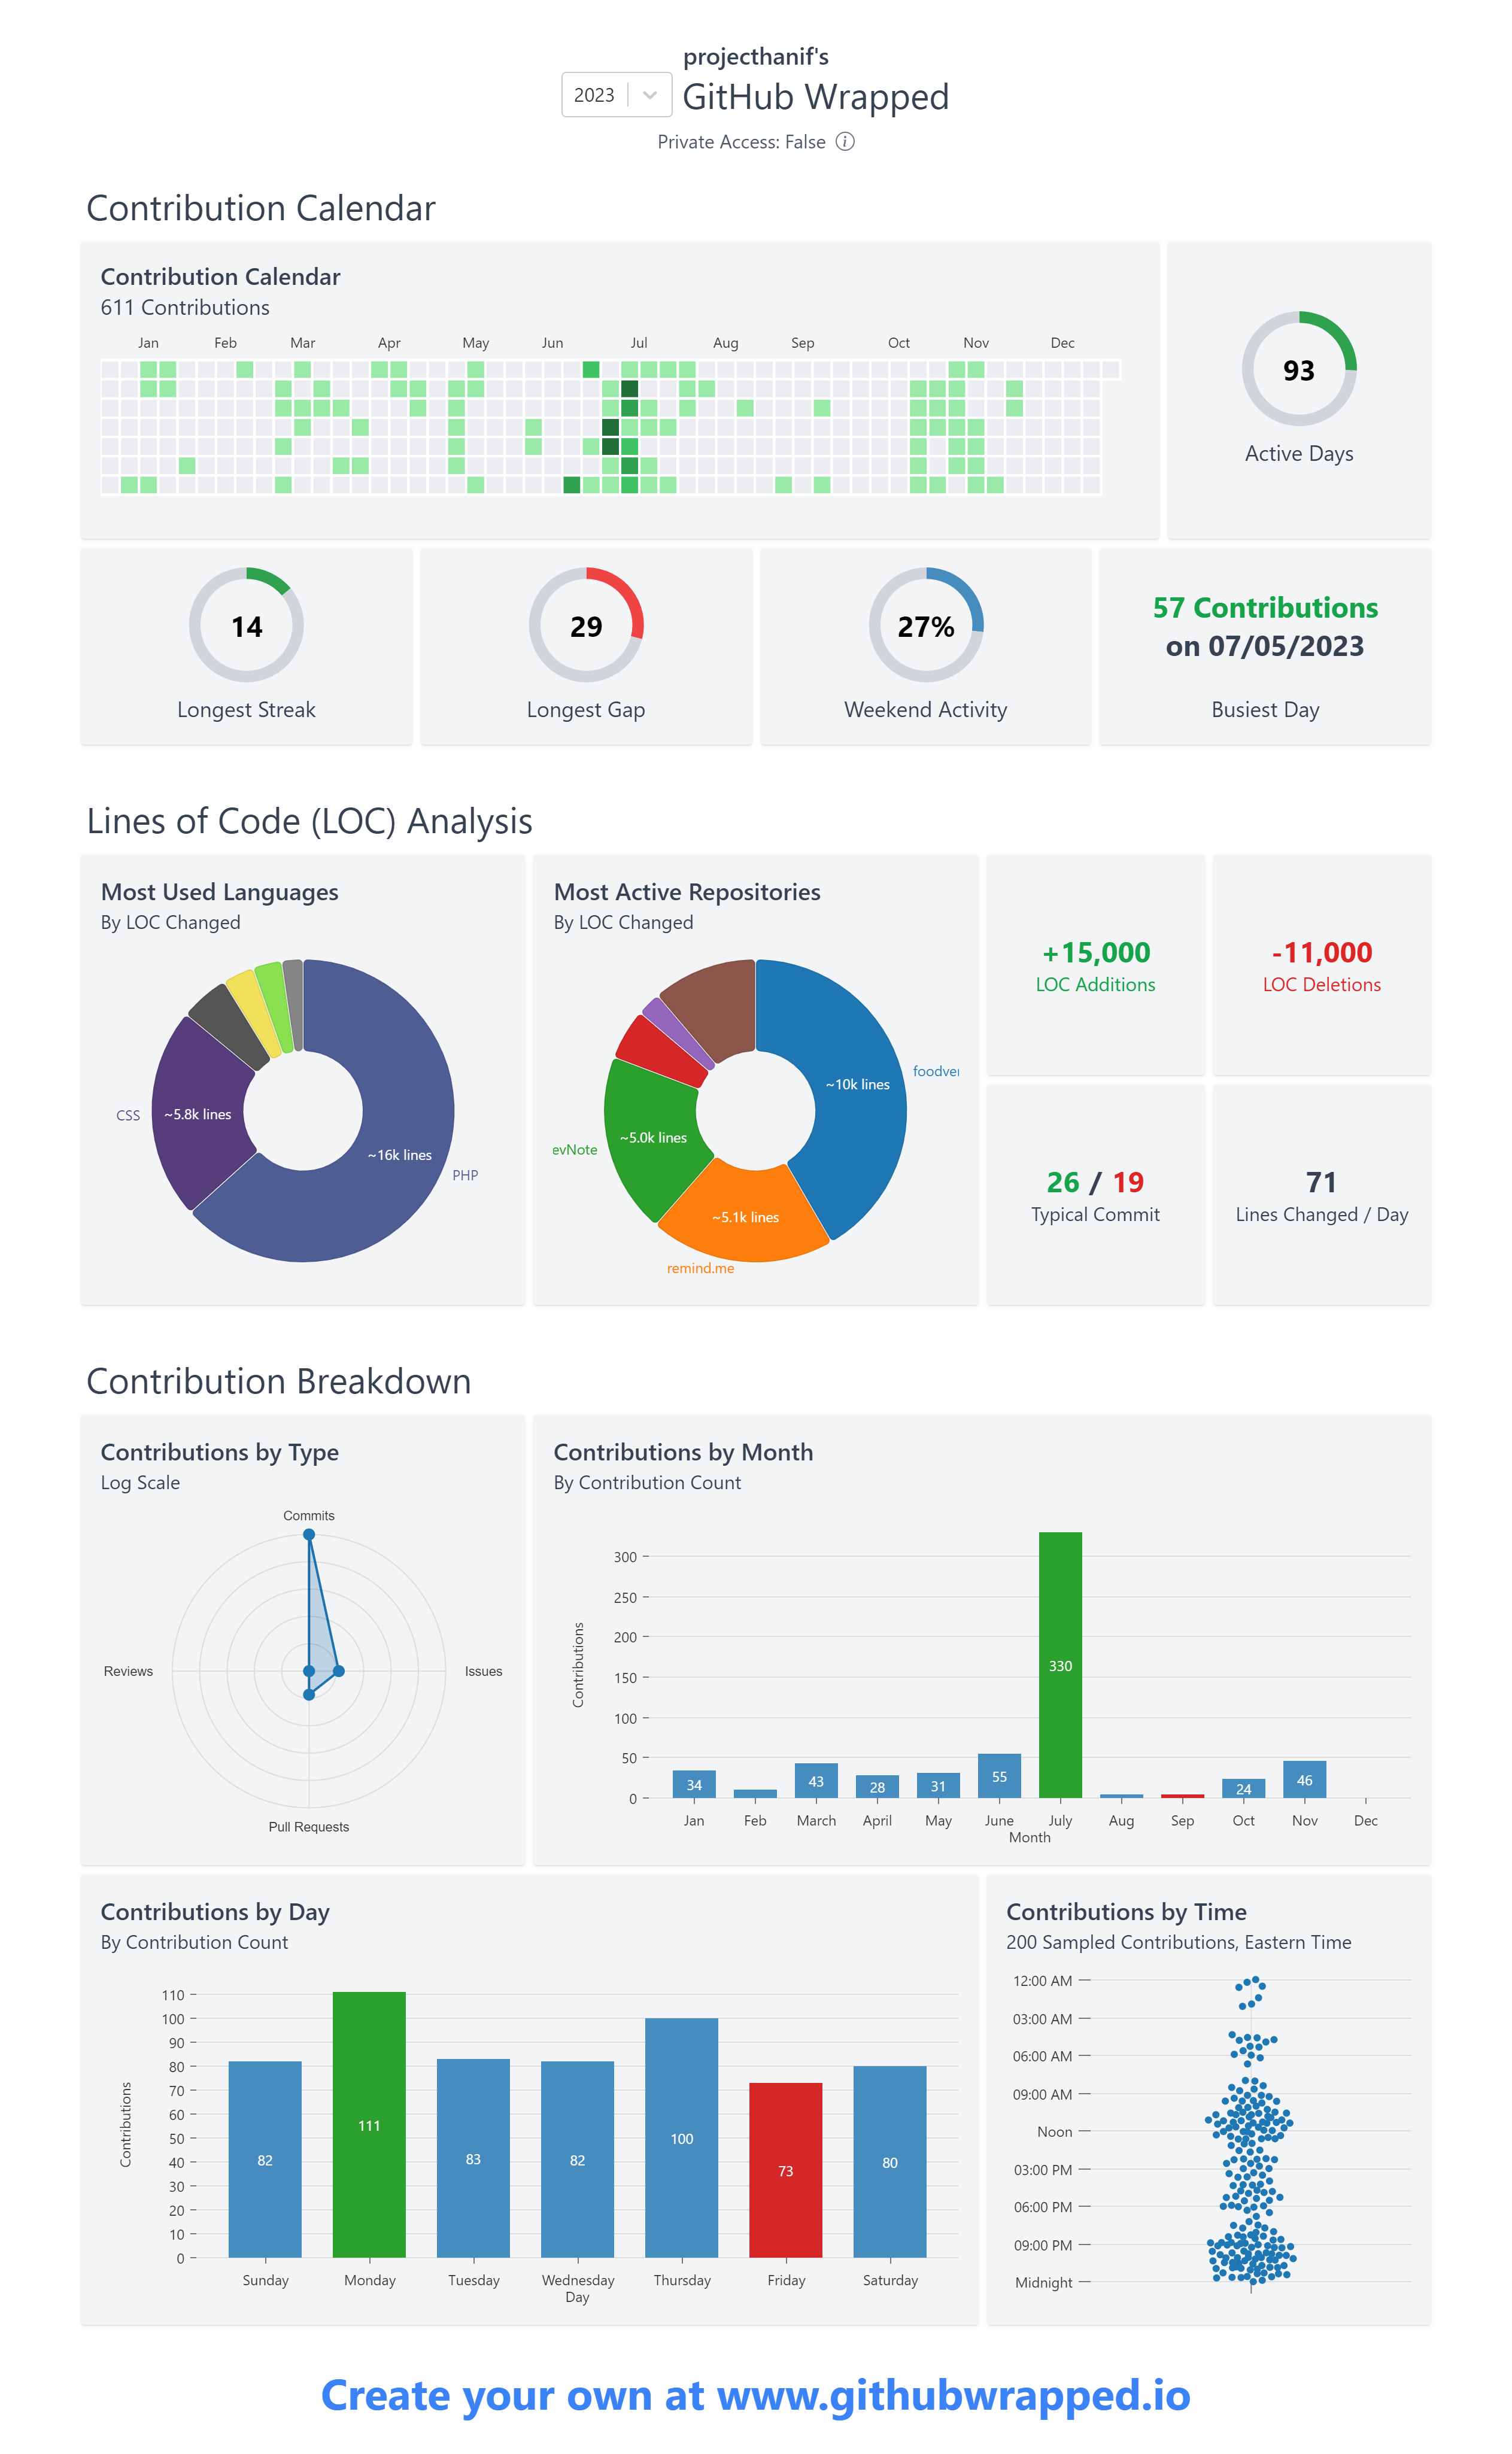 projecthanif's
2023
GitHub Wrapped
Private Access: False
Contribution Calendar
Contribution Calendar
611 Contributions
Jan Feb Mar Apr May Jun Jul Aug Sep Oct Nov Dec
93
Active Days
14
Longest Streak
29
Longest Gap
27%
Weekend Activity
57 Contributions
on 07/05/2023
Busiest Day
Lines of Code (LOC) Analysis
Most Used Languages
By LOC Changed
CSS
~5.8k lines
~16k lines
PHP
Most Active Repositories
By LOC Changed
~10k lines
foodve
evNote
~5.0k lines
~5.1k lines
remind.me
+15,000
LOC Additions
-11,000
LOC Deletions
26 / 19
Typical Commit
71
Lines Changed / Day
Contribution Breakdown
Contributions by Type
Log Scale
Commits
Reviews
Issues
Pull Requests
Contributions by Month
By Contribution Count
Contributions
300
250
200
150
100
50
0
34
43
28
31
55
330
24
46
Jan Feb March April May June July Aug Sep Oct Nov Dec
Month
Contributions by Day
By Contribution Count
Contributions
110
100
90
80
70
60
50
40
30
20
10
0
82
111
83
82
100
73
80
Sunday Monday Tuesday Wednesday Thursday Friday Saturday
Day
Contributions by Time
200 Sampled Contributions, Eastern Time
12:00 AM
03:00 AM
06:00 AM
09:00 AM
Noon
03:00 PM
06:00 PM
09:00 PM
Midnight
Create your own at www.githubwrapped.io